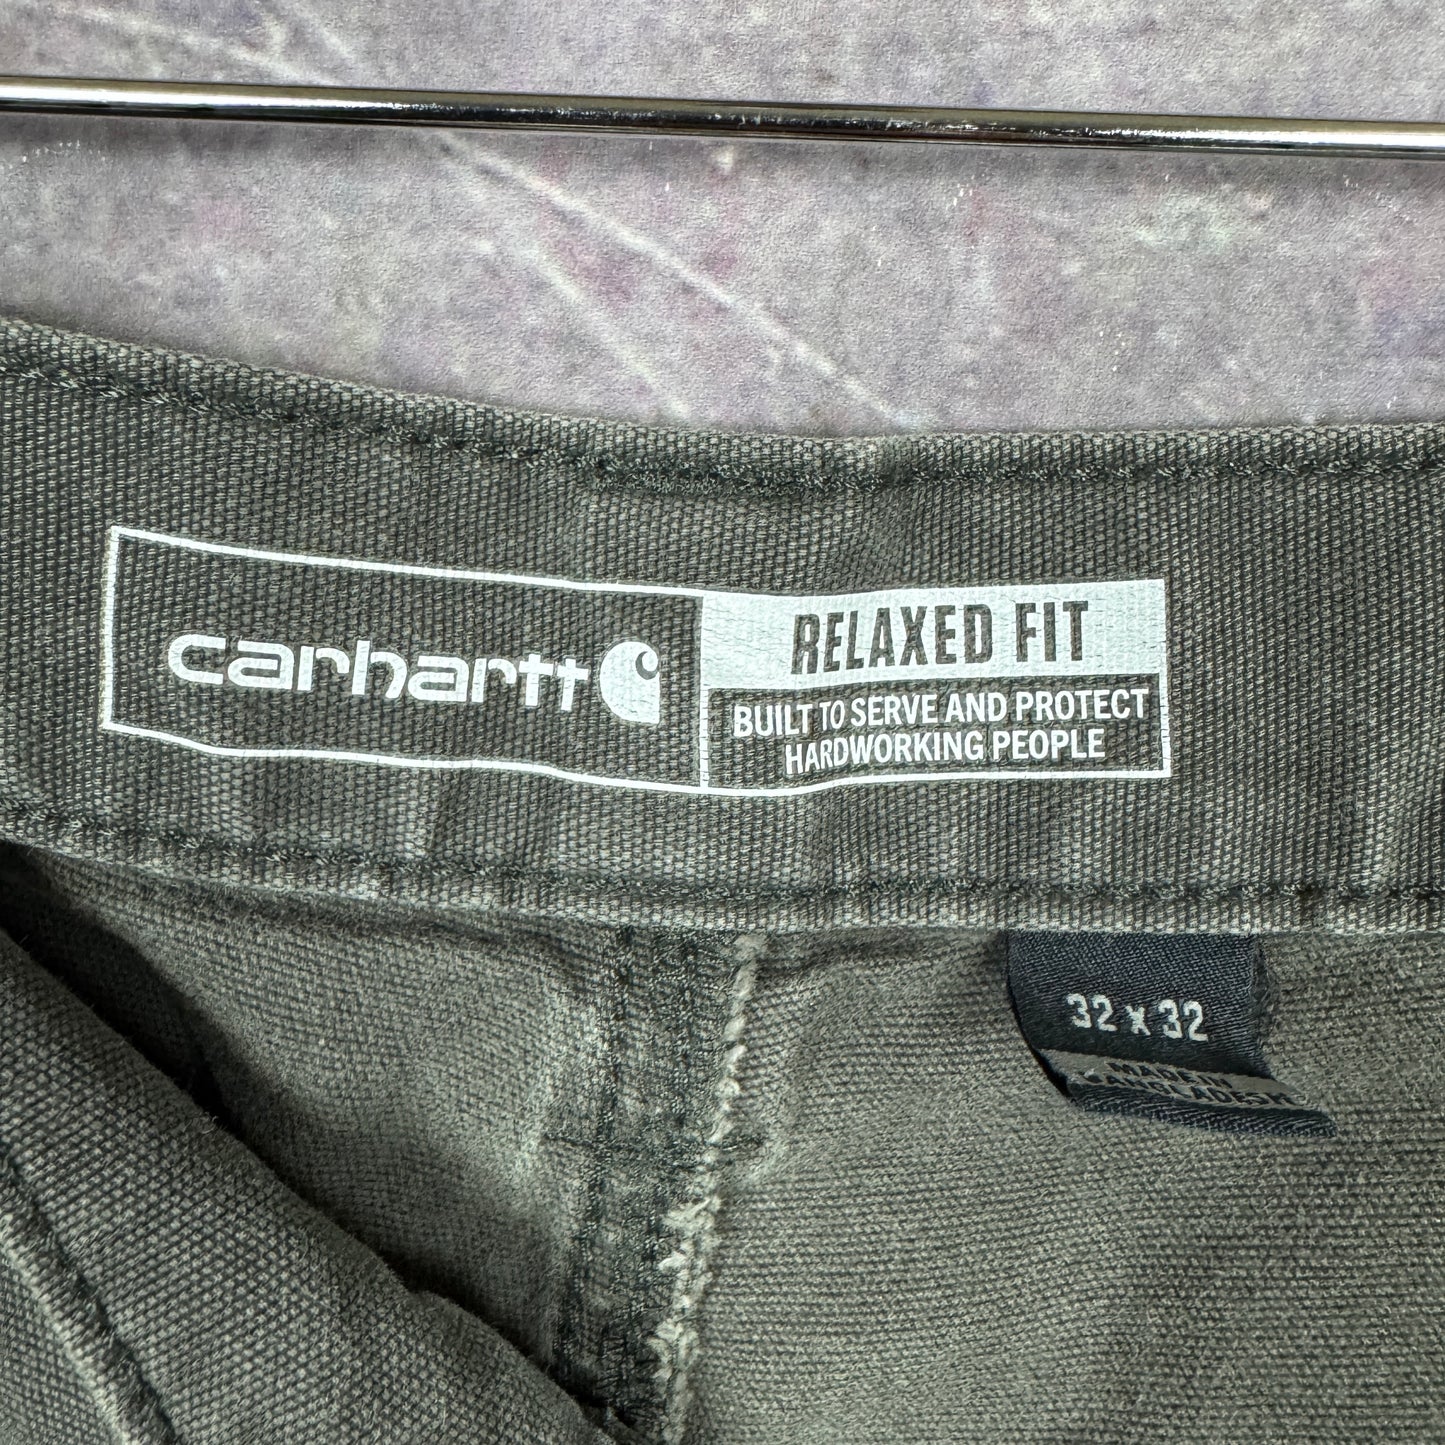 carhartt
RELAXED FIT
BUILT TO SERVE AND PROTECT
HARDWORKING PEOPLE
32 x 32
MADE IN
BANGLADESH